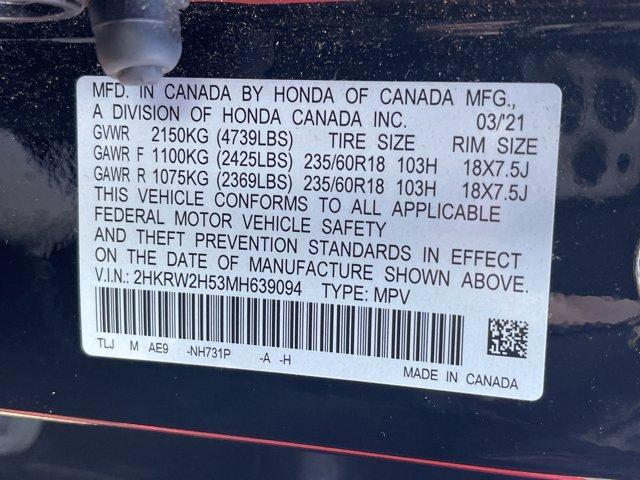 MFD. IN CANADA BY HONDA OF CANADA MFG.,
A DIVISION OF HONDA CANADA INC. 03/'21
GVWR 2150KG (4739LBS) TIRE SIZE RIM SIZE
GAWR F 1100KG (2425LBS) 235/60R18 103H 18X7.5J
GAWR R 1075KG (2369LBS) 235/60R18 103H 18X7.5J
THIS VEHICLE CONFORMS TO ALL APPLICABLE
FEDERAL MOTOR VEHICLE SAFETY
AND THEFT PREVENTION STANDARDS IN EFFECT
ON THE DATE OF MANUFACTURE SHOWN ABOVE.
V.I.N.: 2HKRW2H53MH639094 TYPE: MPV
TLJ M AE9 -NH731P -A -H
MADE IN CANADA